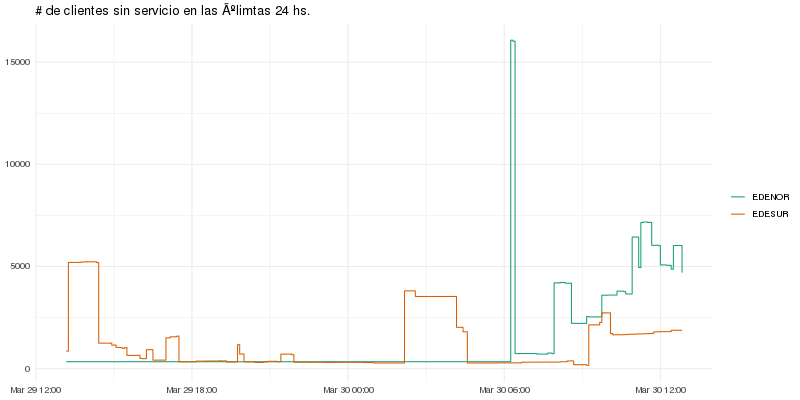 # de clientes sin servicio en las Ãºlimtas 24 hs.
15000
10000
5000
0
Mar 29 12:00 Mar 29 18:00 Mar 30 00:00 Mar 30 06:00 Mar 30 12:00
EDENOR
EDESUR